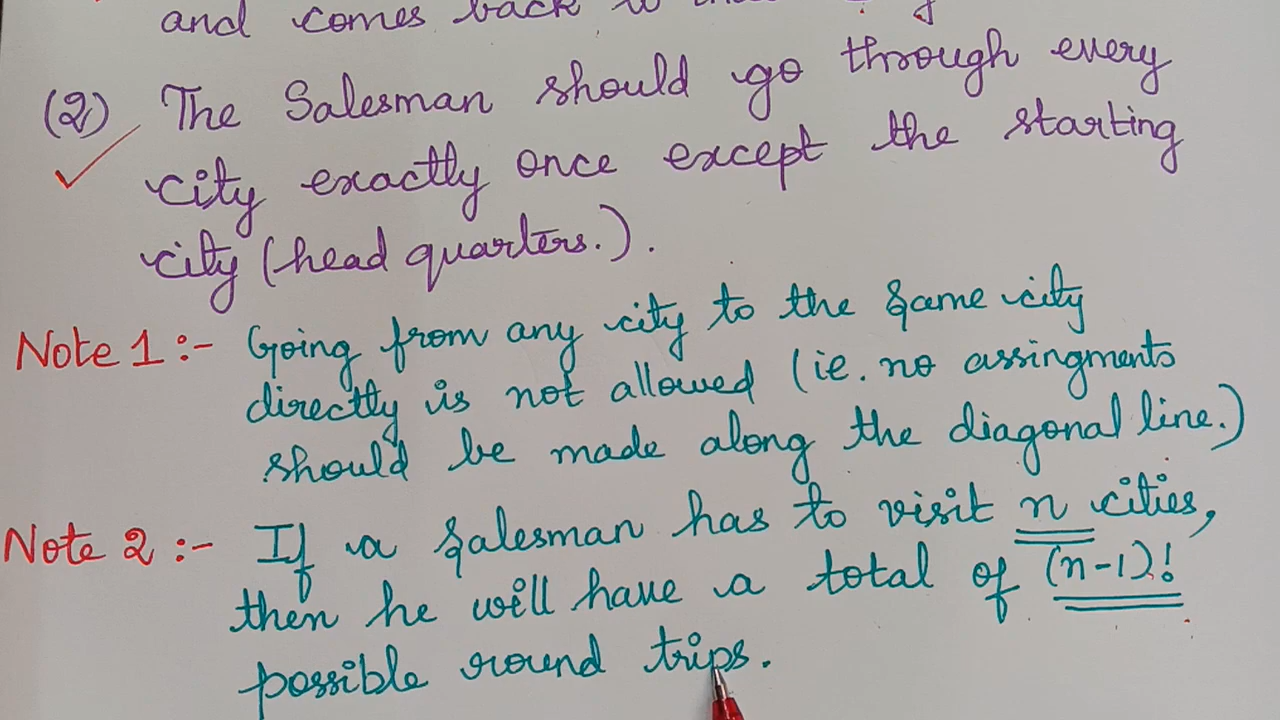 and comes back to
(2) The Salesman should go through every
city exactly once except the starting
city (head quarters.).
Note 1 :- Going from any city to the same city
directly is not allowed (ie. no assingments
should be made along the diagonal line.)
Note 2 :- If a salesman has to visit n cities,
then he will have a total of (n-1)!
possible round trips.